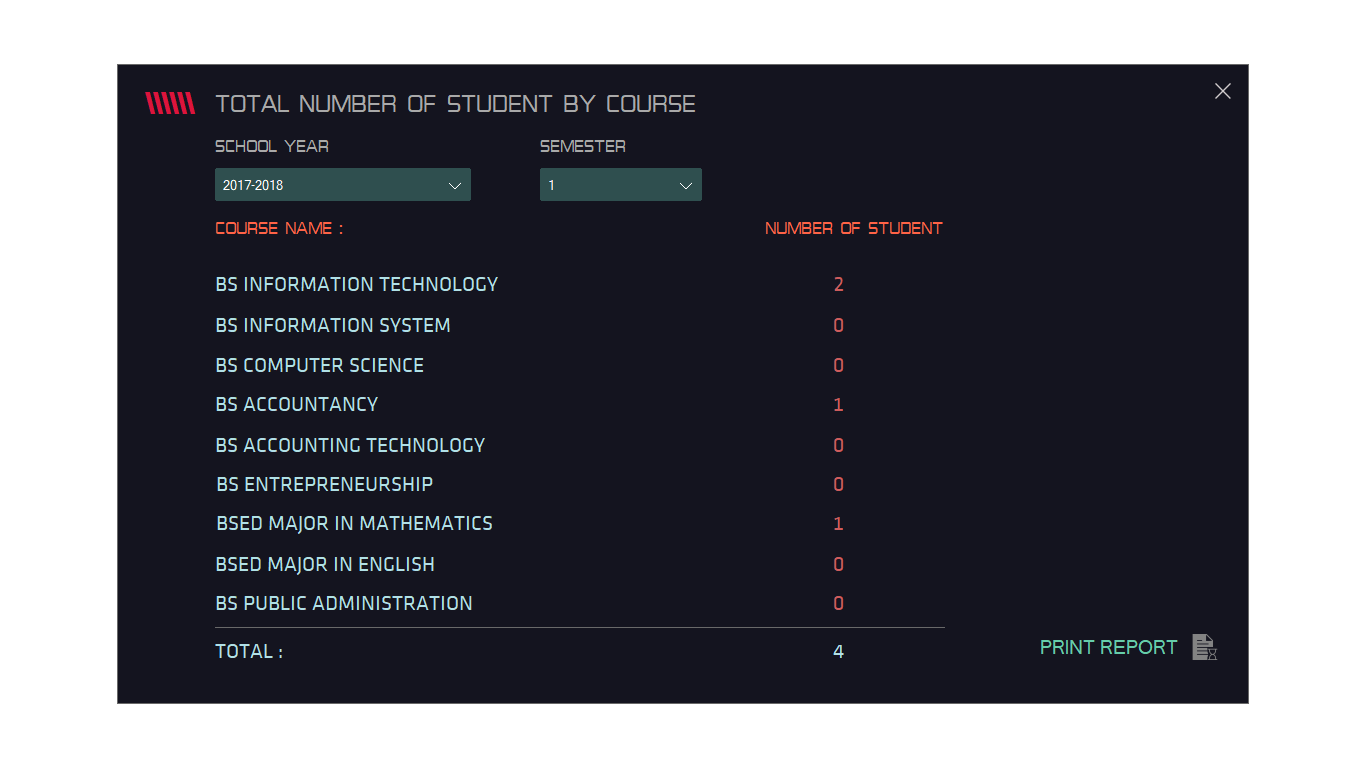 TOTAL NUMBER OF STUDENT BY COURSE
SCHOOL YEAR SEMESTER
2017-2018 1
COURSE NAME : NUMBER OF STUDENT
BS INFORMATION TECHNOLOGY 2
BS INFORMATION SYSTEM 0
BS COMPUTER SCIENCE 0
BS ACCOUNTANCY 1
BS ACCOUNTING TECHNOLOGY 0
BS ENTREPRENEURSHIP 0
BSED MAJOR IN MATHEMATICS 1
BSED MAJOR IN ENGLISH 0
BS PUBLIC ADMINISTRATION 0
TOTAL : 4 PRINT REPORT